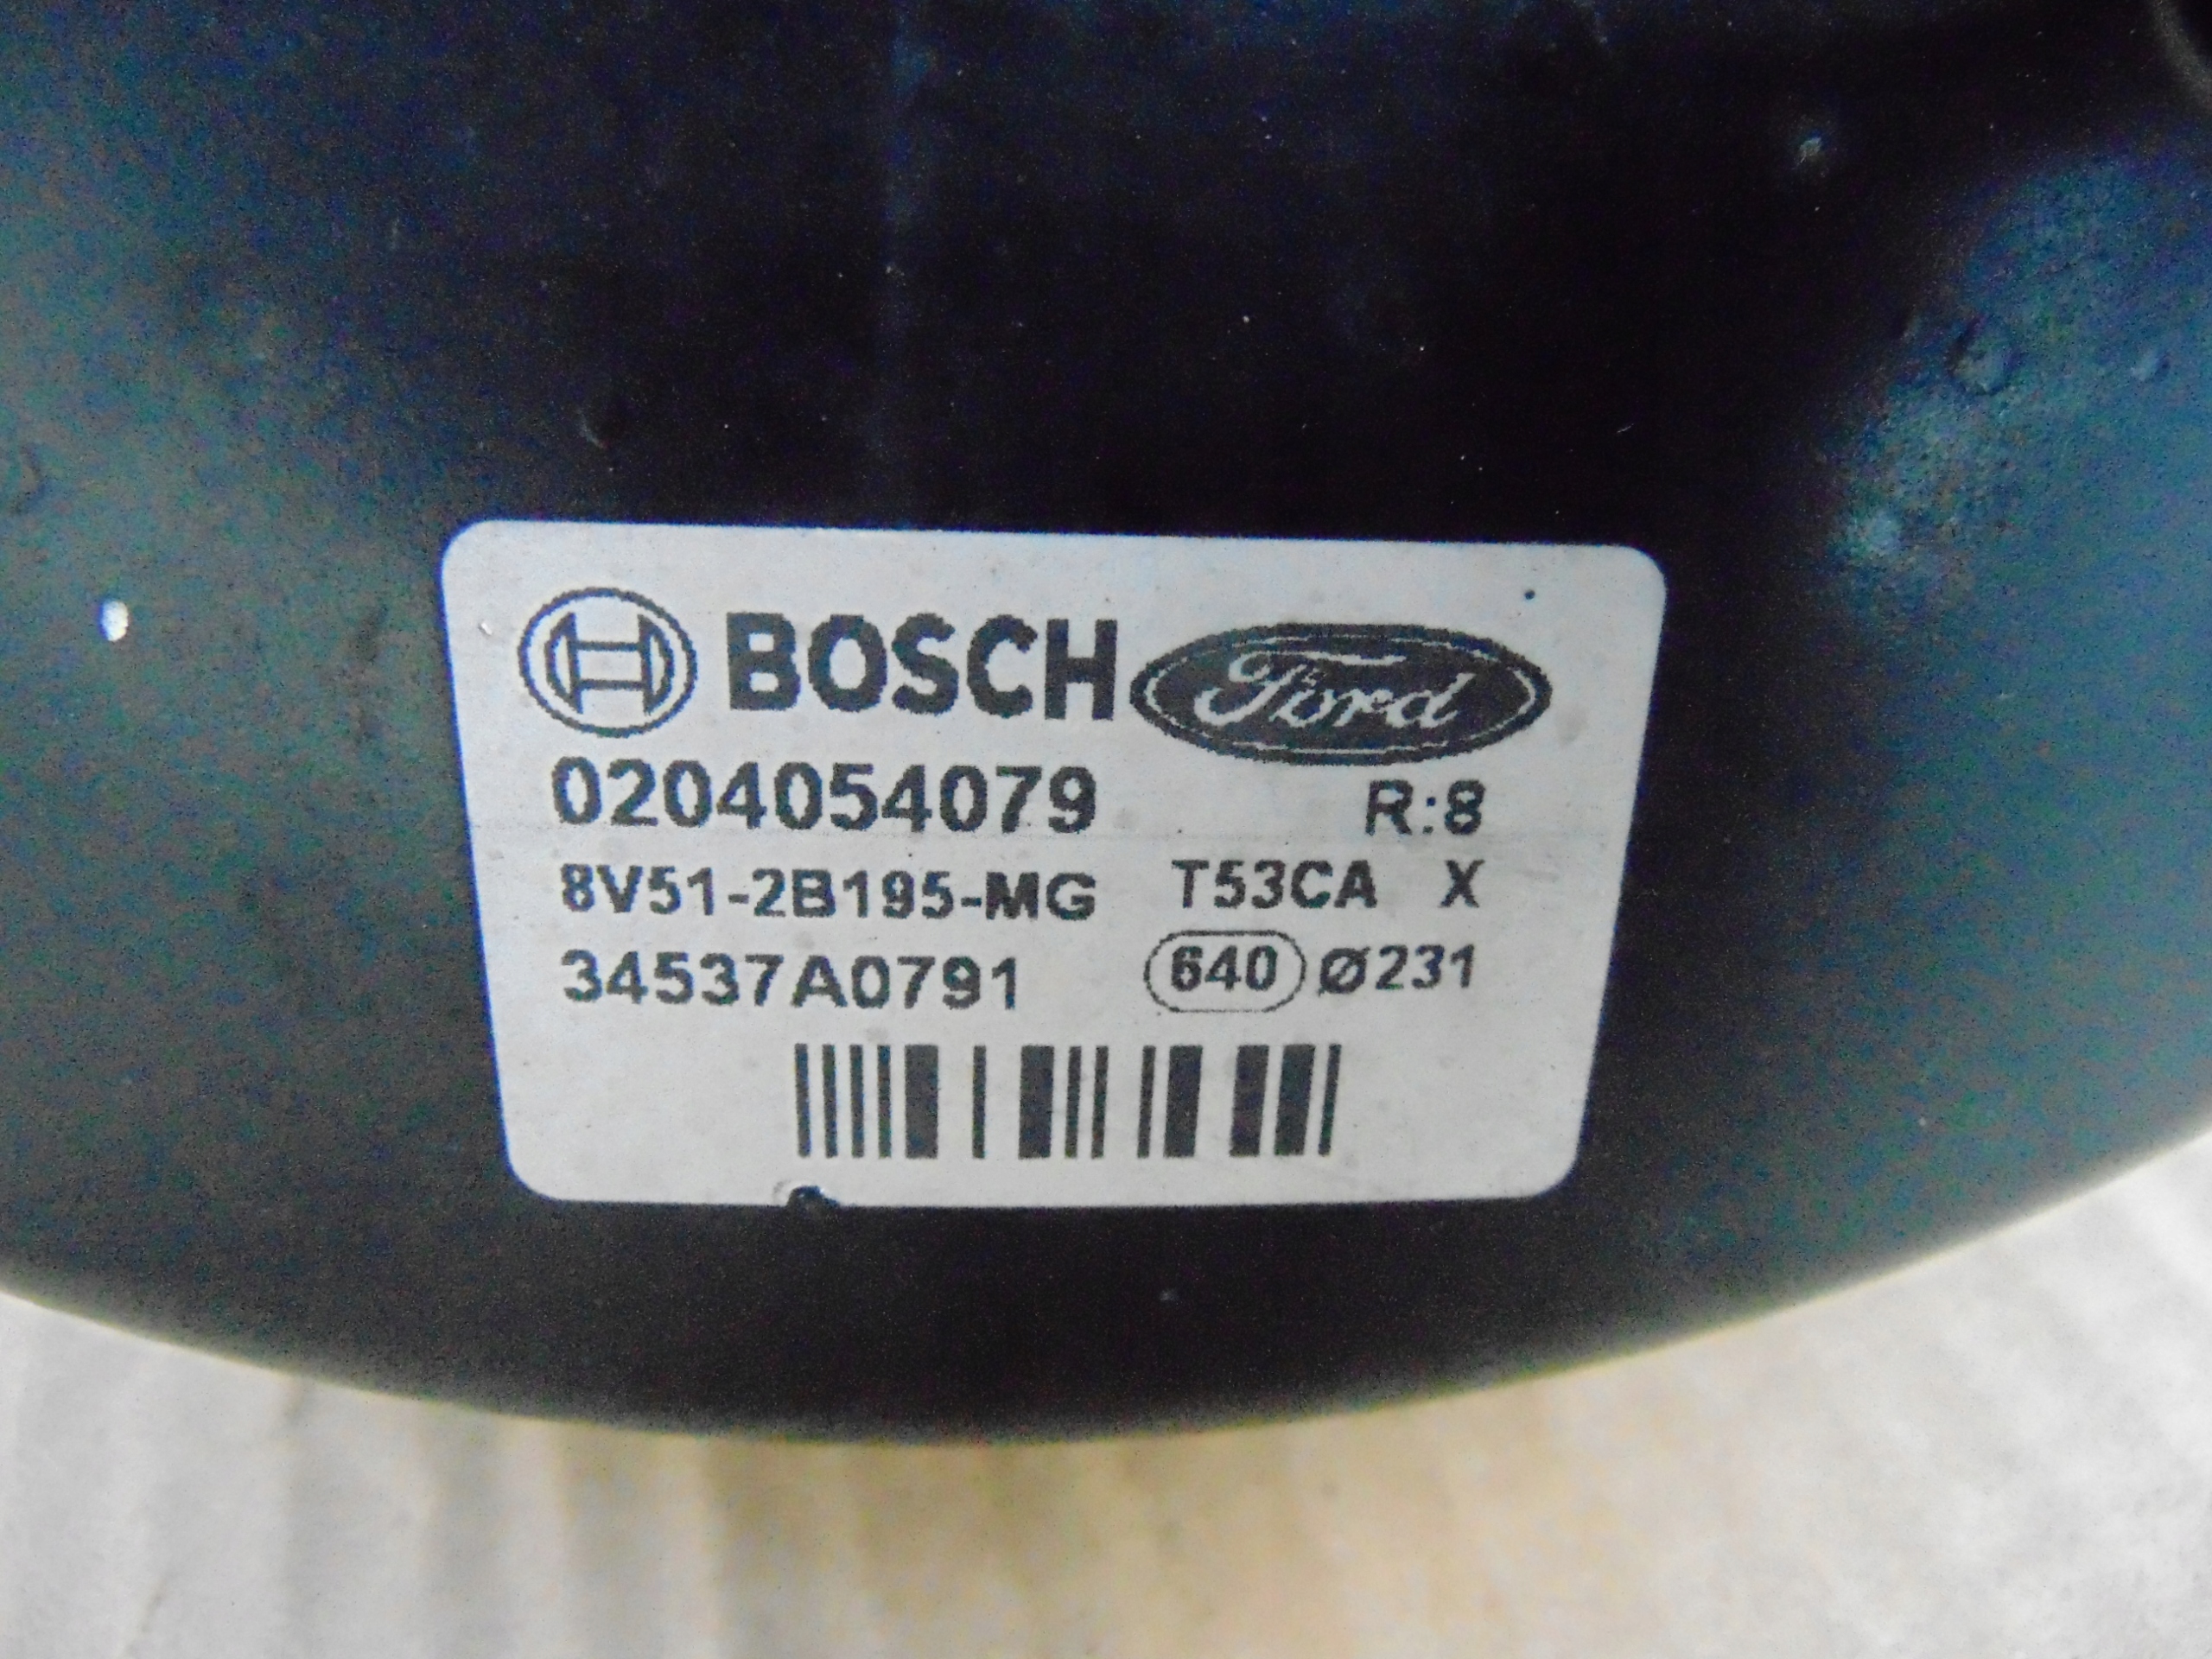 BOSCH Ford
0204054079 R:8
8V51-2B195-MG T53CA X
34537A0791 640 Ø231